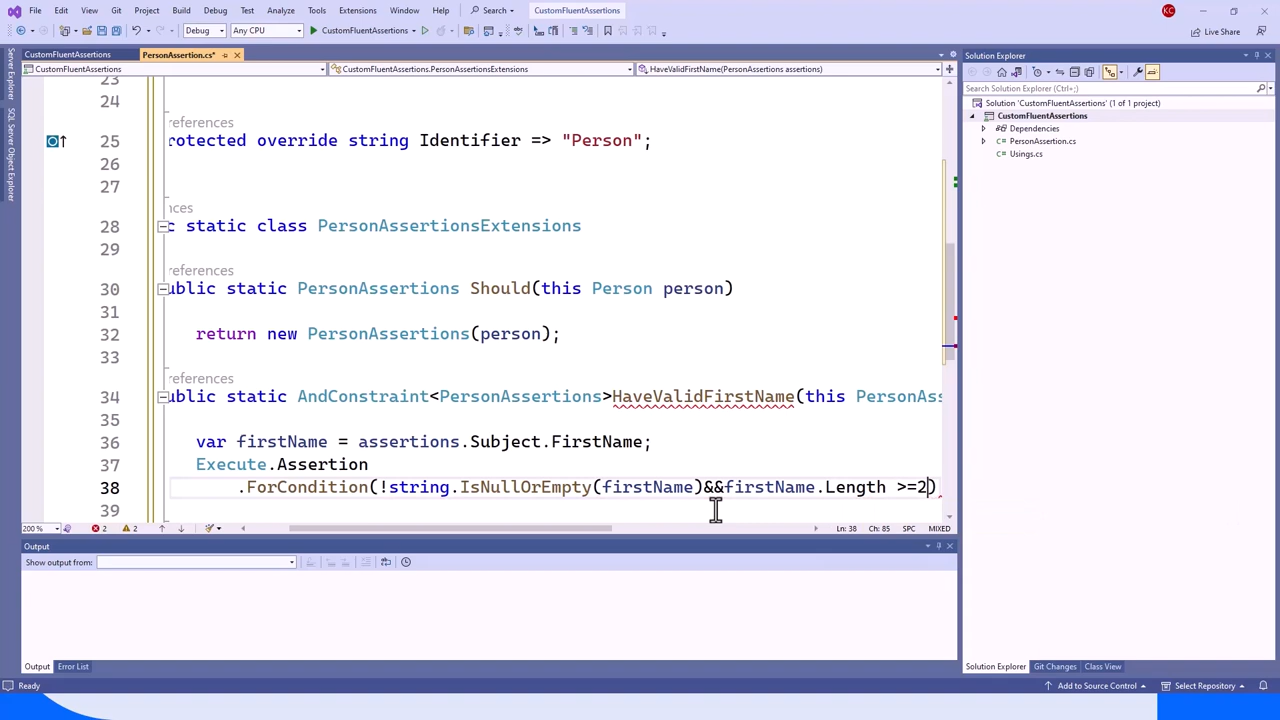 File Edit View Git Project Build Debug Test Analyze Tools Extensions Window Help Search CustomFluentAssertions KC
Debug Any CPU CustomFluentAssertions Live Share
CustomFluentAssertions PersonAssertion.cs*
CustomFluentAssertions CustomFluentAssertions.PersonAssertionsExtensions HaveValidFirstName(PersonAssertions assertions)
Server Explorer
SQL Server Object Explorer
23
24
references
25 rotected override string Identifier => "Person";
26
27
nces
28 c static class PersonAssertionsExtensions
29
references
30 ublic static PersonAssertions Should(this Person person)
31
32 return new PersonAssertions(person);
33
references
34 ublic static AndConstraint<PersonAssertions>HaveValidFirstName(this PersonAss
35
36 var firstName = assertions.Subject.FirstName;
37 Execute.Assertion
38 .ForCondition(!string.IsNullOrEmpty(firstName)&&firstName.Length >=2)
39
200 % 2 2 Ln: 38 Ch: 85 SPC MIXED
Output
Show output from:
Output Error List
Solution Explorer
Search Solution Explorer (Ctrl+;)
Solution 'CustomFluentAssertions' (1 of 1 project)
CustomFluentAssertions
Dependencies
PersonAssertion.cs
Usings.cs
Solution Explorer Git Changes Class View
Ready Add to Source Control Select Repository